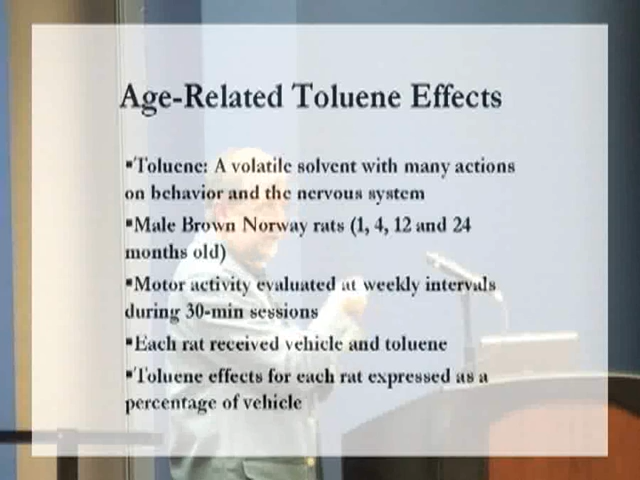 Age-Related Toluene Effects
▪Toluene: A volatile solvent with many actions
on behavior and the nervous system
▪Male Brown Norway rats (1, 4, 12 and 24
months old)
▪Motor activity evaluated at weekly intervals
during 30-min sessions
▪Each rat received vehicle and toluene
▪Toluene effects for each rat expressed as a
percentage of vehicle